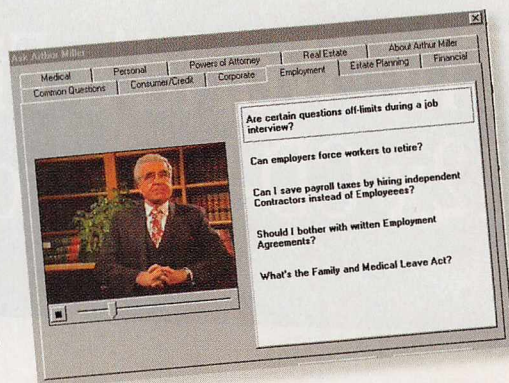 Ask Arthur Miller
Medical
Personal
Powers of Attorney
Real Estate
About Arthur Miller
Common Questions
Consumer/Credit
Corporate
Employment
Estate Planning
Financial
Are certain questions off-limits during a job
interview?
Can employers force workers to retire?
Can I save payroll taxes by hiring independent
Contractors instead of Employeees?
Should I bother with written Employment
Agreements?
What's the Family and Medical Leave Act?